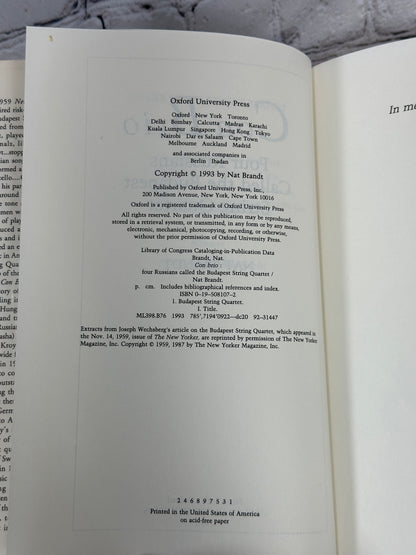 Oxford University Press
Oxford New York Toronto
Delhi Bombay Calcutta Madras Karachi
Kuala Lumpur Singapore Hong Kong Tokyo
Nairobi Dar es Salaam Cape Town
Melbourne Auckland Madrid
and associated companies in
Berlin Ibadan
Copyright © 1993 by Nat Brandt
Published by Oxford University Press, Inc.,
200 Madison Avenue, New York, New York 10016
Oxford is a registered trademark of Oxford University Press
All rights reserved. No part of this publication may be reproduced,
stored in a retrieval system, or transmitted, in any form or by any means,
electronic, mechanical, photocopying, recording, or otherwise,
without the prior permission of Oxford University Press.
Library of Congress Cataloging-in-Publication Data
Brandt, Nat.
Con brio
four Russians called the Budapest String Quartet /
Nat Brandt.
p. cm. Includes bibliographical references and index.
ISBN 0-19-508107-2
1. Budapest String Quartet.
I. Title.
ML398.B76 1993 785',7194'0922—dc20 92-31447
Extracts from Joseph Wechsberg's article on the Budapest String Quartet, which appeared in
the Nov. 14, 1959, issue of The New Yorker, are reprinted by permission of The New Yorker
Magazine, Inc. Copyright © 1959, 1987 by The New Yorker Magazine, Inc.
2 4 6 8 9 7 5 3 1
Printed in the United States of America
on acid-free paper
In me